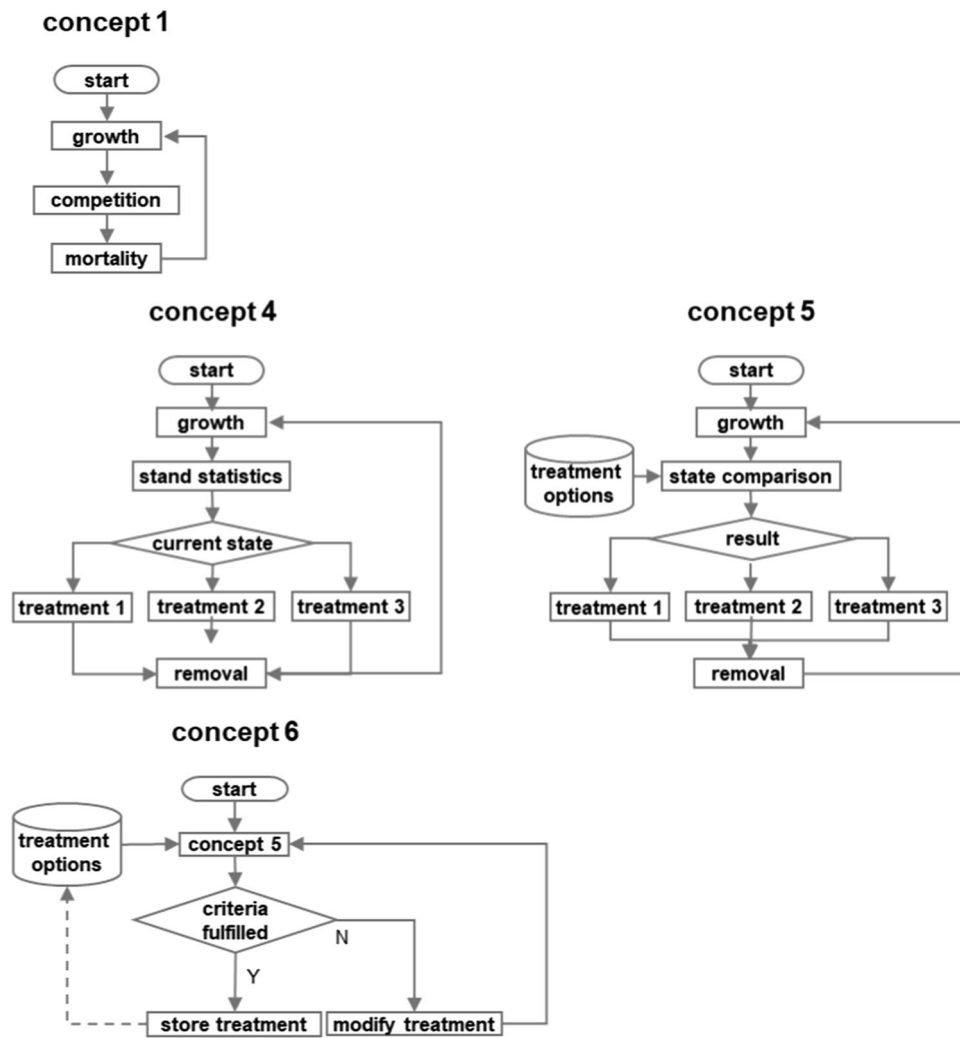 concept 1
start
growth
competition
mortality
concept 4
start
growth
stand statistics
current state
treatment 1
treatment 2
treatment 3
removal
concept 5
start
growth
treatment
options
state comparison
result
treatment 1
treatment 2
treatment 3
removal
concept 6
start
treatment
options
concept 5
criteria
fulfilled
N
Y
store treatment
modify treatment